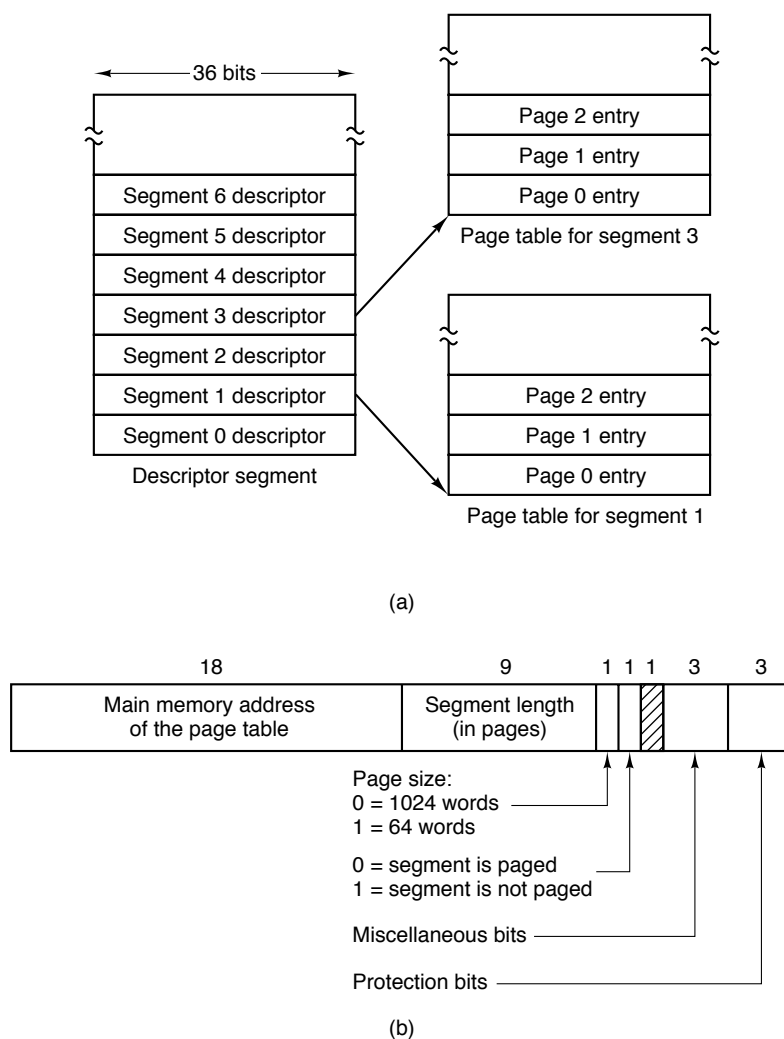 36 bits
Segment 6 descriptor
Segment 5 descriptor
Segment 4 descriptor
Segment 3 descriptor
Segment 2 descriptor
Segment 1 descriptor
Segment 0 descriptor
Descriptor segment
Page 2 entry
Page 1 entry
Page 0 entry
Page table for segment 3
Page 2 entry
Page 1 entry
Page 0 entry
Page table for segment 1
(a)
18 9 1 1 1 3 3
Main memory address
of the page table
Segment length
(in pages)
Page size:
0 = 1024 words
1 = 64 words
0 = segment is paged
1 = segment is not paged
Miscellaneous bits
Protection bits
(b)